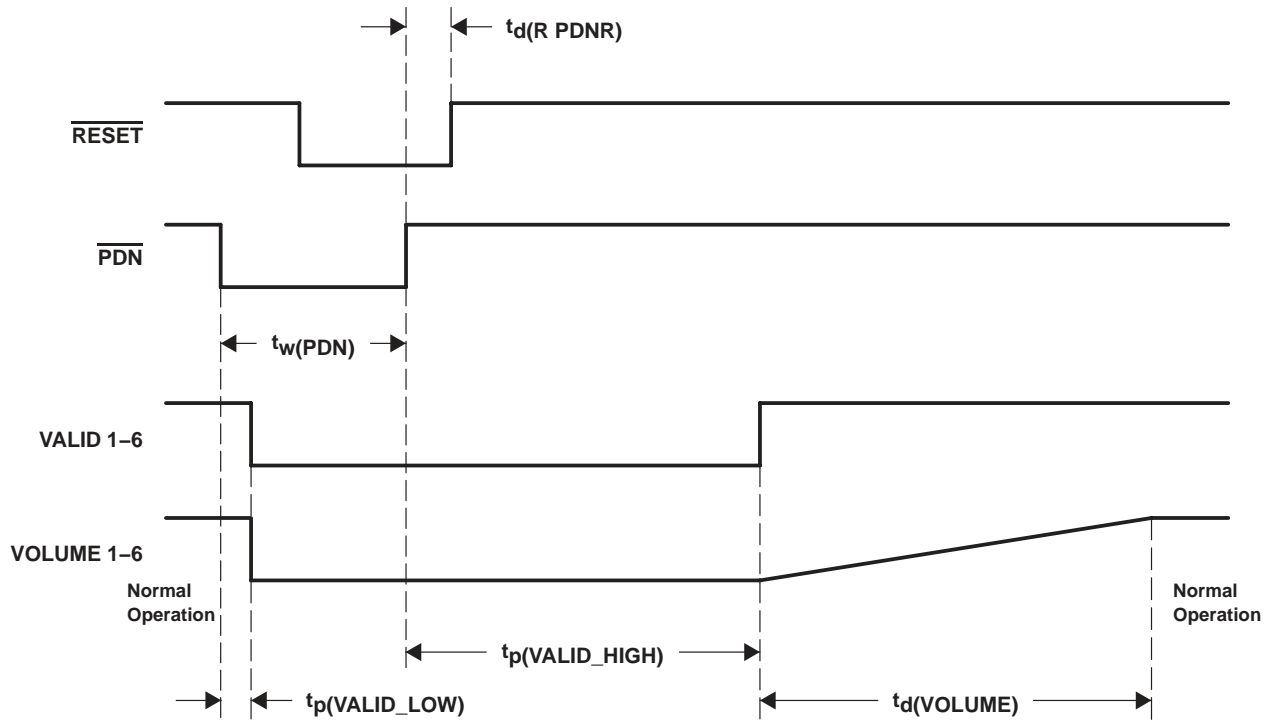 td(R PDNR)
RESET
PDN
tw(PDN)
VALID 1–6
VOLUME 1–6
Normal
Operation
Normal
Operation
tp(VALID_HIGH)
tp(VALID_LOW)
td(VOLUME)